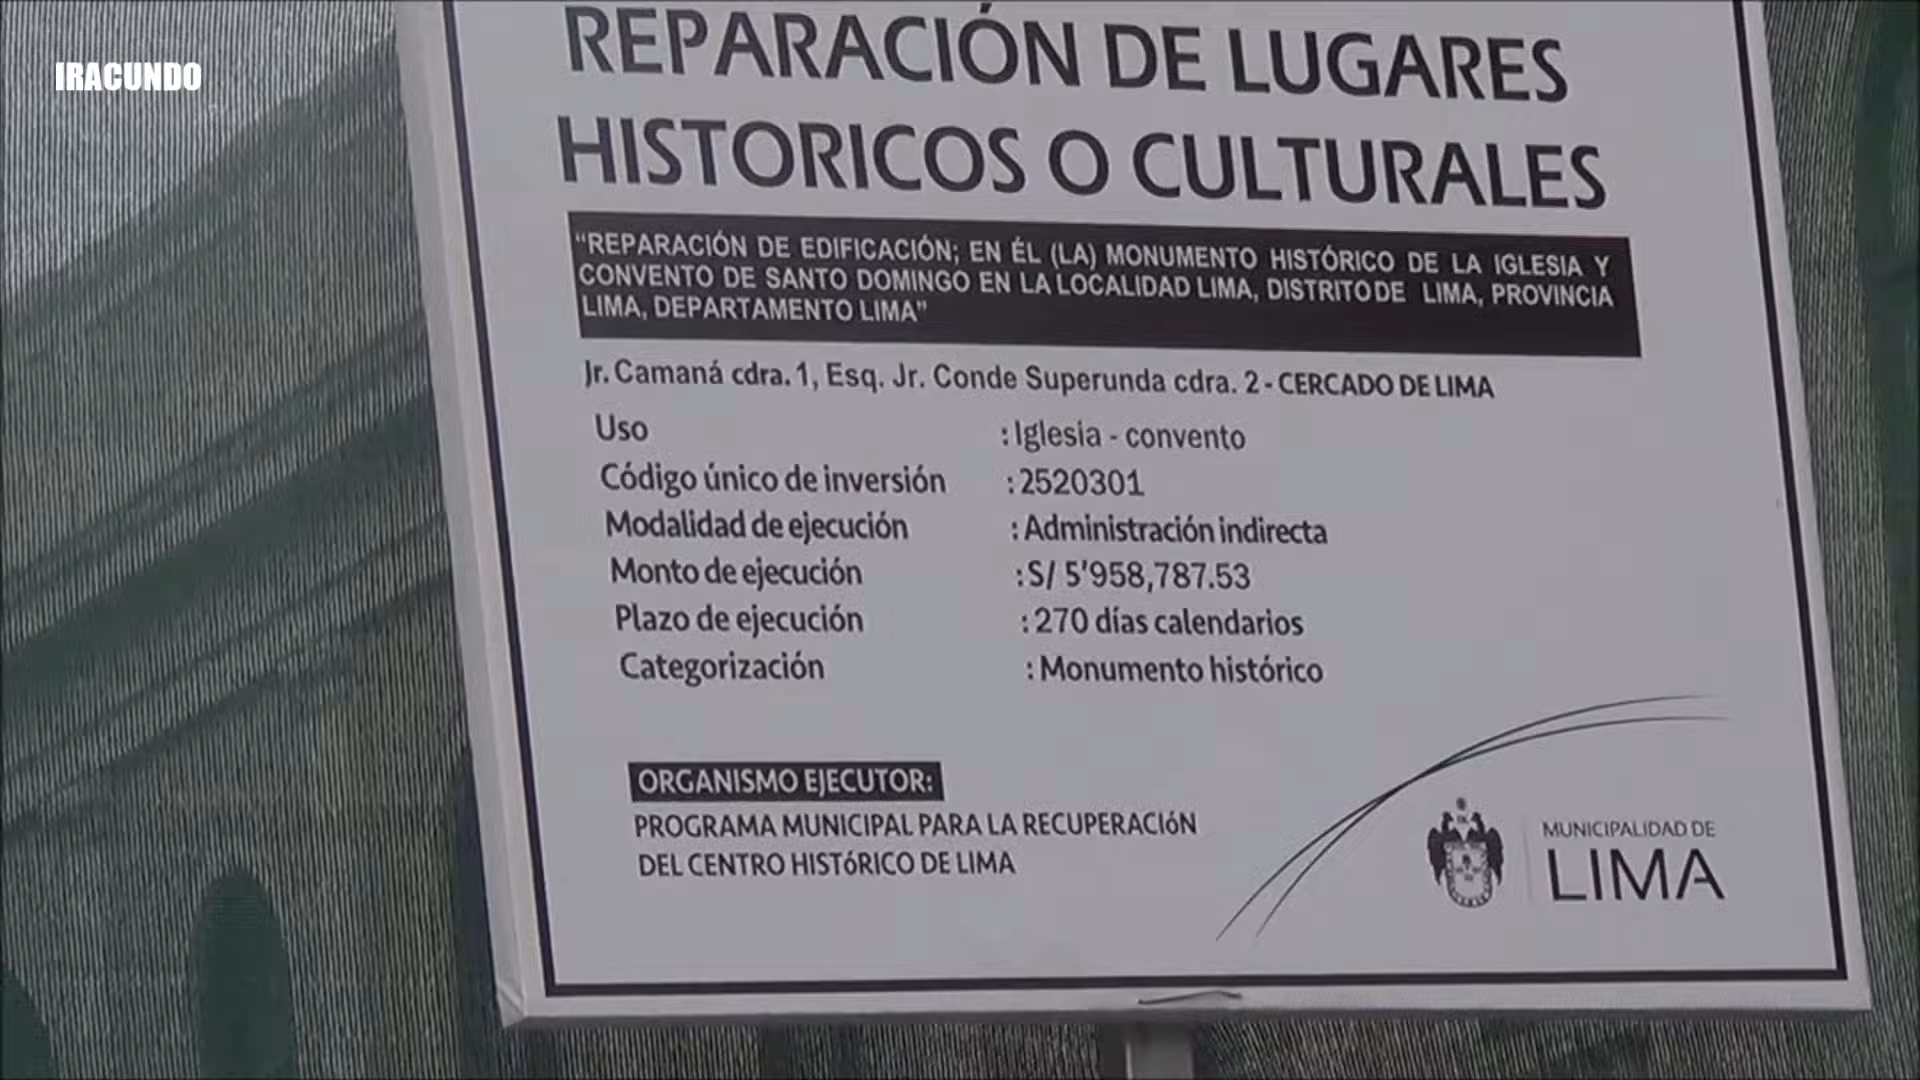 IRACUNDO
REPARACIÓN DE LUGARES
HISTORICOS O CULTURALES
“REPARACIÓN DE EDIFICACIÓN; EN ÉL (LA) MONUMENTO HISTÓRICO DE LA IGLESIA Y
CONVENTO DE SANTO DOMINGO EN LA LOCALIDAD LIMA, DISTRITO DE LIMA, PROVINCIA
LIMA, DEPARTAMENTO LIMA”
Jr. Camaná cdra. 1, Esq. Jr. Conde Superunda cdra. 2 - CERCADO DE LIMA
Uso : Iglesia - convento
Código único de inversión : 2520301
Modalidad de ejecución : Administración indirecta
Monto de ejecución : S/ 5'958,787.53
Plazo de ejecución : 270 días calendarios
Categorización : Monumento histórico
ORGANISMO EJECUTOR:
PROGRAMA MUNICIPAL PARA LA RECUPERACIóN
DEL CENTRO HISTóRICO DE LIMA
MUNICIPALIDAD DE
LIMA